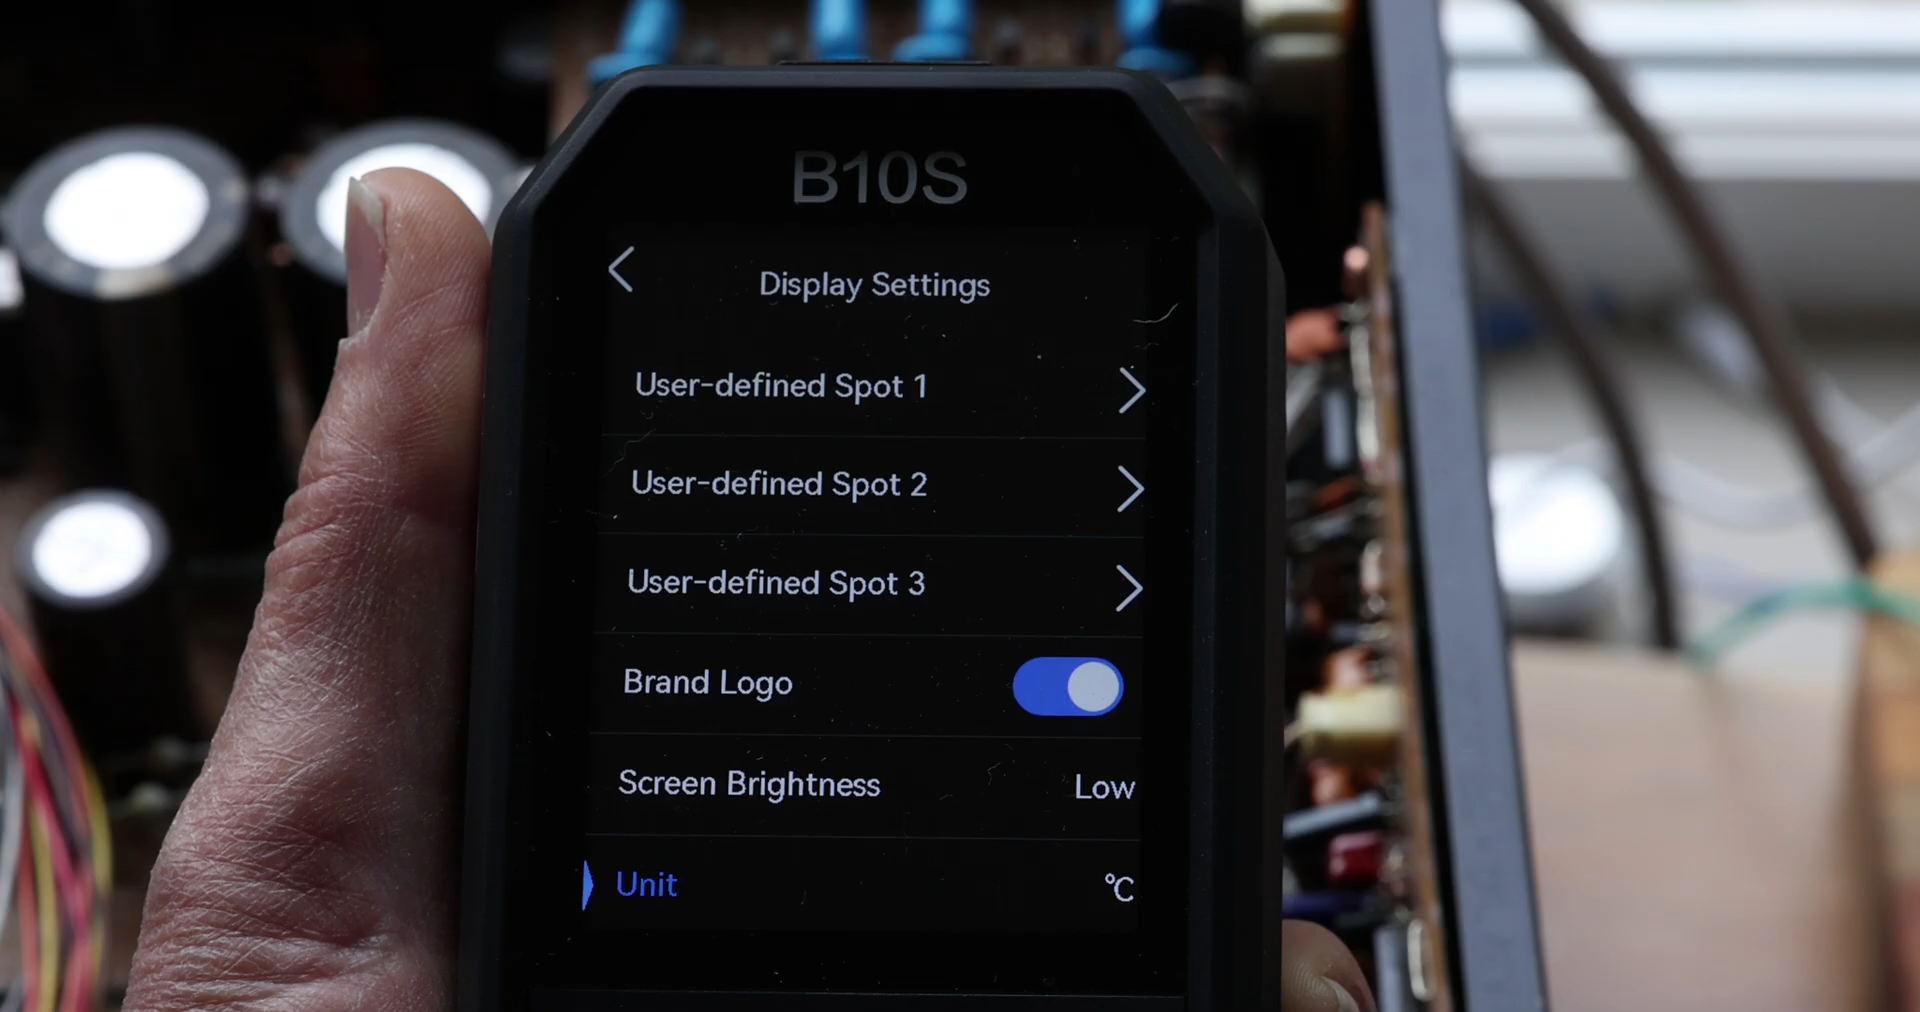 B10S
Display Settings
User-defined Spot 1
User-defined Spot 2
User-defined Spot 3
Brand Logo
Screen Brightness Low
Unit °C